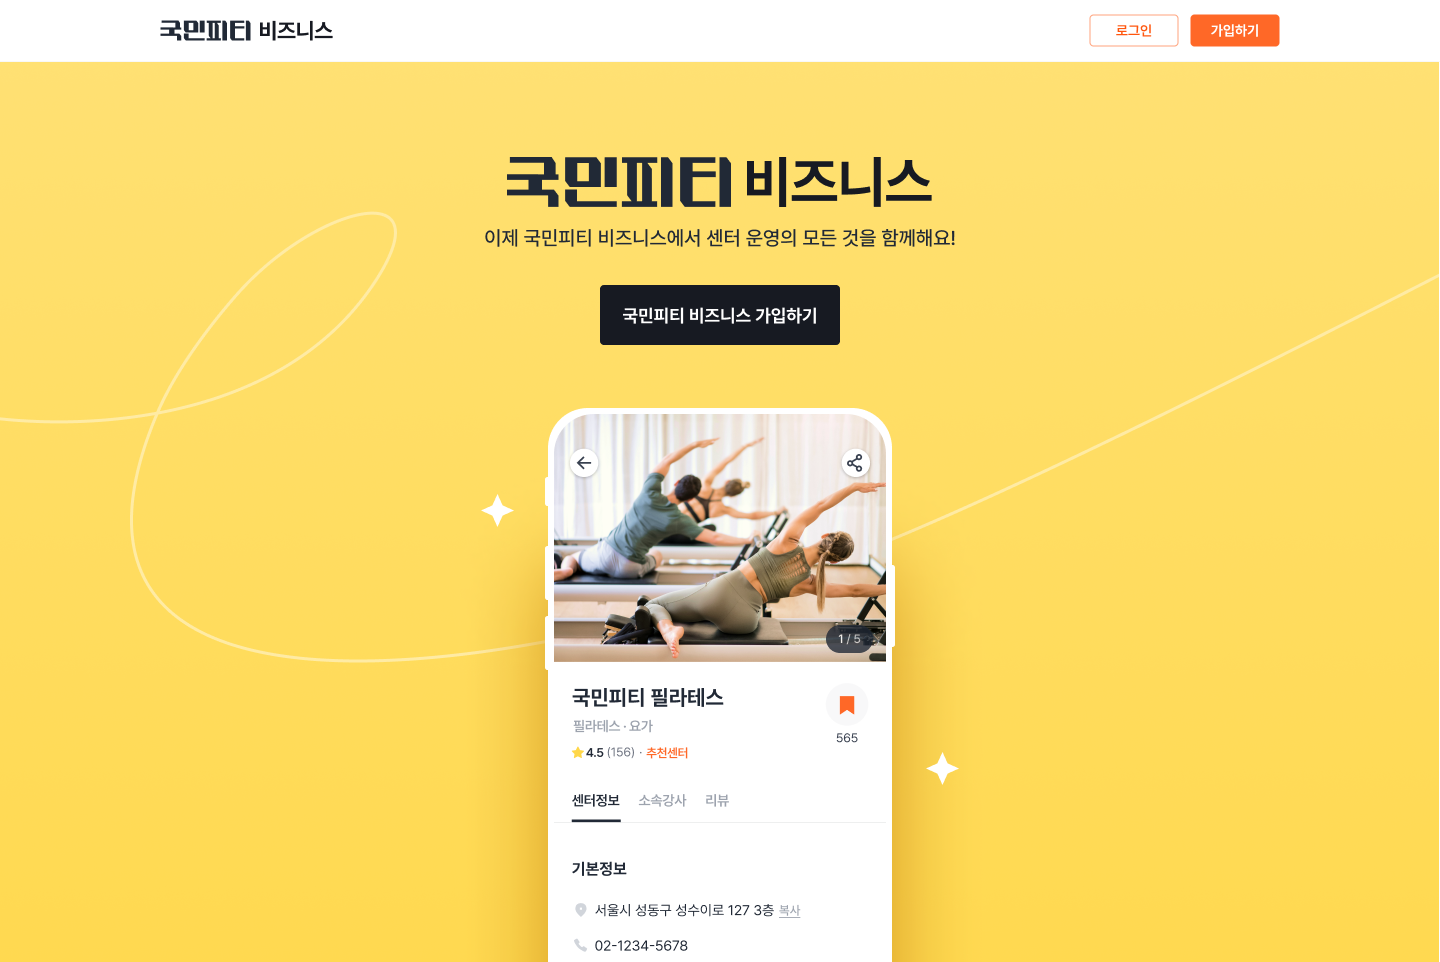 국민피티 비즈니스
로그인
가입하기
국민피티 비즈니스
이제 국민피티 비즈니스에서 센터 운영의 모든 것을 함께해요!
국민피티 비즈니스 가입하기
1 / 5
국민피티 필라테스
필라테스 · 요가
4.5 (156) · 추천센터
565
센터정보 소속강사 리뷰
기본정보
서울시 성동구 성수이로 127 3층 복사
02-1234-5678